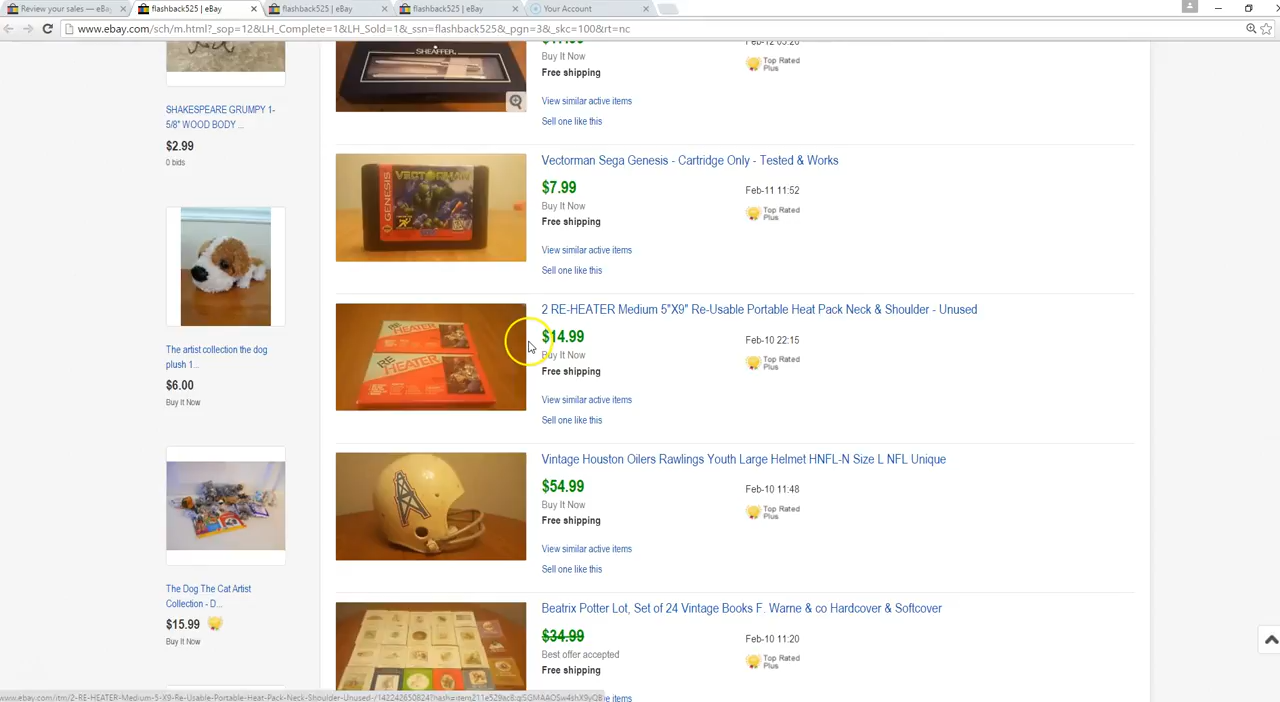 Review your sales — eBa
flashback525 | eBay
flashback525 | eBay
flashback525 | eBay
Your Account
www.ebay.com/sch/m.html?_sop=12&LH_Complete=1&LH_Sold=1&_ssn=flashback525&_pgn=3&_skc=100&rt=nc
SHEAFFER
Buy It Now
Free shipping
Top Rated
Plus
View similar active items
Sell one like this
SHAKESPEARE GRUMPY 1-
5/8" WOOD BODY ...
$2.99
0 bids
Vectorman Sega Genesis - Cartridge Only - Tested & Works
$7.99
Feb-11 11:52
Buy It Now
Free shipping
Top Rated
Plus
View similar active items
Sell one like this
GENESIS
VECTORMAN
The artist collection the dog
plush 1...
$6.00
Buy It Now
2 RE-HEATER Medium 5"X9" Re-Usable Portable Heat Pack Neck & Shoulder - Unused
$14.99
Feb-10 22:15
Buy It Now
Free shipping
Top Rated
Plus
View similar active items
Sell one like this
RE
HEATER
RE
HEATER
Vintage Houston Oilers Rawlings Youth Large Helmet HNFL-N Size L NFL Unique
$54.99
Feb-10 11:48
Buy It Now
Free shipping
Top Rated
Plus
View similar active items
Sell one like this
The Dog The Cat Artist
Collection - D...
$15.99
Buy It Now
Beatrix Potter Lot, Set of 24 Vintage Books F. Warne & co Hardcover & Softcover
$34.99
Feb-10 11:20
Best offer accepted
Free shipping
Top Rated
Plus